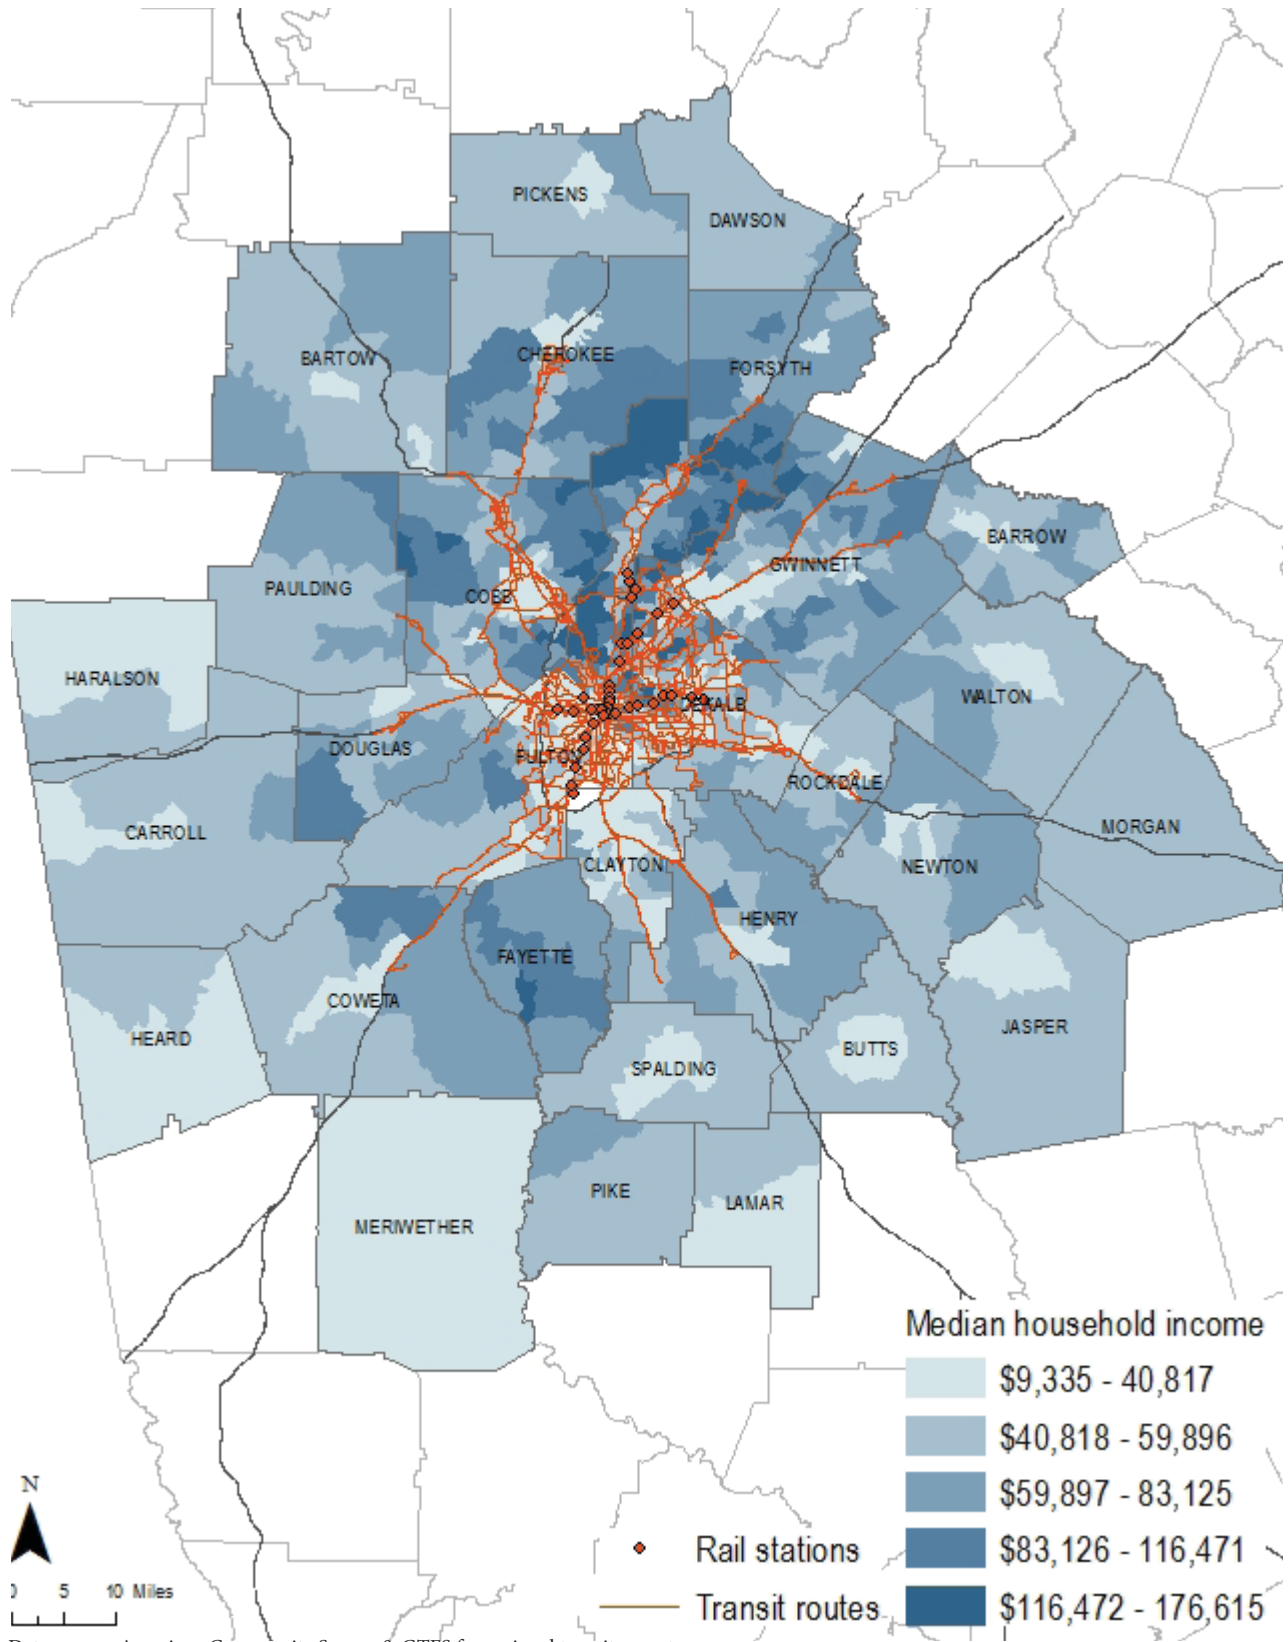 PICKENS
DAWSON
BARTOW
CHEROKEE
FORSYTH
BARROW
GWINNETT
PAULDING
COBB
HARALSON
WALTON
DEKALB
DOUGLAS
FULTON
ROCKDALE
CARROLL
MORGAN
CLAYTON
NEWTON
HENRY
FAYETTE
COWETA
HEARD
JASPER
BUTTS
SPALDING
PIKE
LAMAR
MERIWETHER
Median household income
$9,335 - 40,817
$40,818 - 59,896
$59,897 - 83,125
$83,126 - 116,471
$116,472 - 176,615
Rail stations
Transit routes
N
0 5 10 Miles